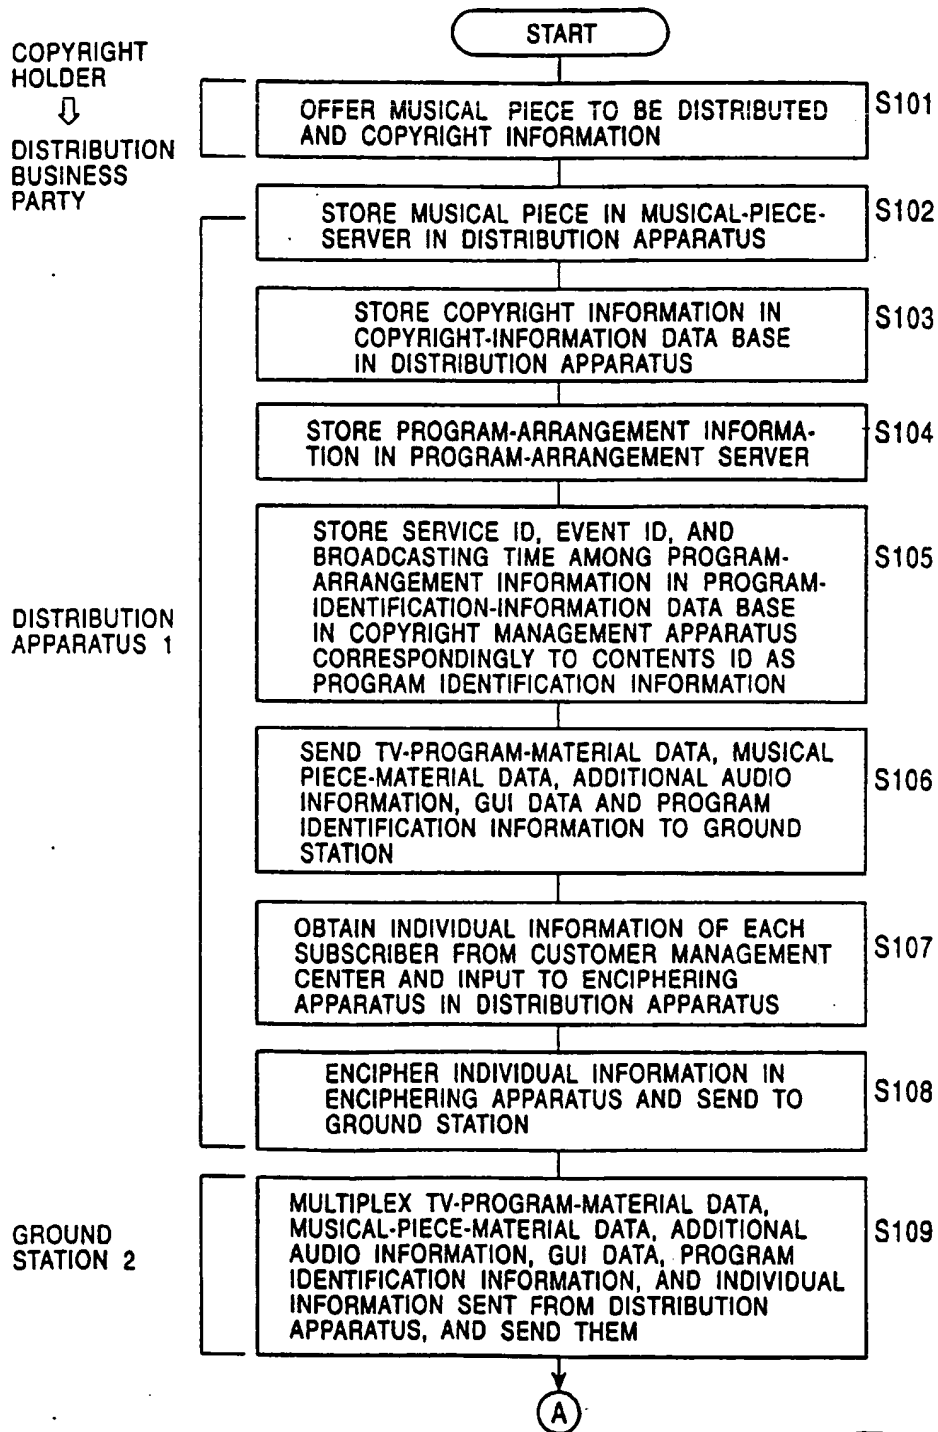 START
COPYRIGHT
HOLDER
⇩
DISTRIBUTION
BUSINESS
PARTY
OFFER MUSICAL PIECE TO BE DISTRIBUTED
AND COPYRIGHT INFORMATION
S101
STORE MUSICAL PIECE IN MUSICAL-PIECE-
SERVER IN DISTRIBUTION APPARATUS
S102
STORE COPYRIGHT INFORMATION IN
COPYRIGHT-INFORMATION DATA BASE
IN DISTRIBUTION APPARATUS
S103
STORE PROGRAM-ARRANGEMENT INFORMA-
TION IN PROGRAM-ARRANGEMENT SERVER
S104
DISTRIBUTION
APPARATUS 1
STORE SERVICE ID, EVENT ID, AND
BROADCASTING TIME AMONG PROGRAM-
ARRANGEMENT INFORMATION IN PROGRAM-
IDENTIFICATION-INFORMATION DATA BASE
IN COPYRIGHT MANAGEMENT APPARATUS
CORRESPONDINGLY TO CONTENTS ID AS
PROGRAM IDENTIFICATION INFORMATION
S105
SEND TV-PROGRAM-MATERIAL DATA, MUSICAL
PIECE-MATERIAL DATA, ADDITIONAL AUDIO
INFORMATION, GUI DATA AND PROGRAM
IDENTIFICATION INFORMATION TO GROUND
STATION
S106
OBTAIN INDIVIDUAL INFORMATION OF EACH
SUBSCRIBER FROM CUSTOMER MANAGEMENT
CENTER AND INPUT TO ENCIPHERING
APPARATUS IN DISTRIBUTION APPARATUS
S107
ENCIPHER INDIVIDUAL INFORMATION IN
ENCIPHERING APPARATUS AND SEND TO
GROUND STATION
S108
GROUND
STATION 2
MULTIPLEX TV-PROGRAM-MATERIAL DATA,
MUSICAL-PIECE-MATERIAL DATA, ADDITIONAL
AUDIO INFORMATION, GUI DATA, PROGRAM
IDENTIFICATION INFORMATION, AND INDIVIDUAL
INFORMATION SENT FROM DISTRIBUTION
APPARATUS, AND SEND THEM
S109
A